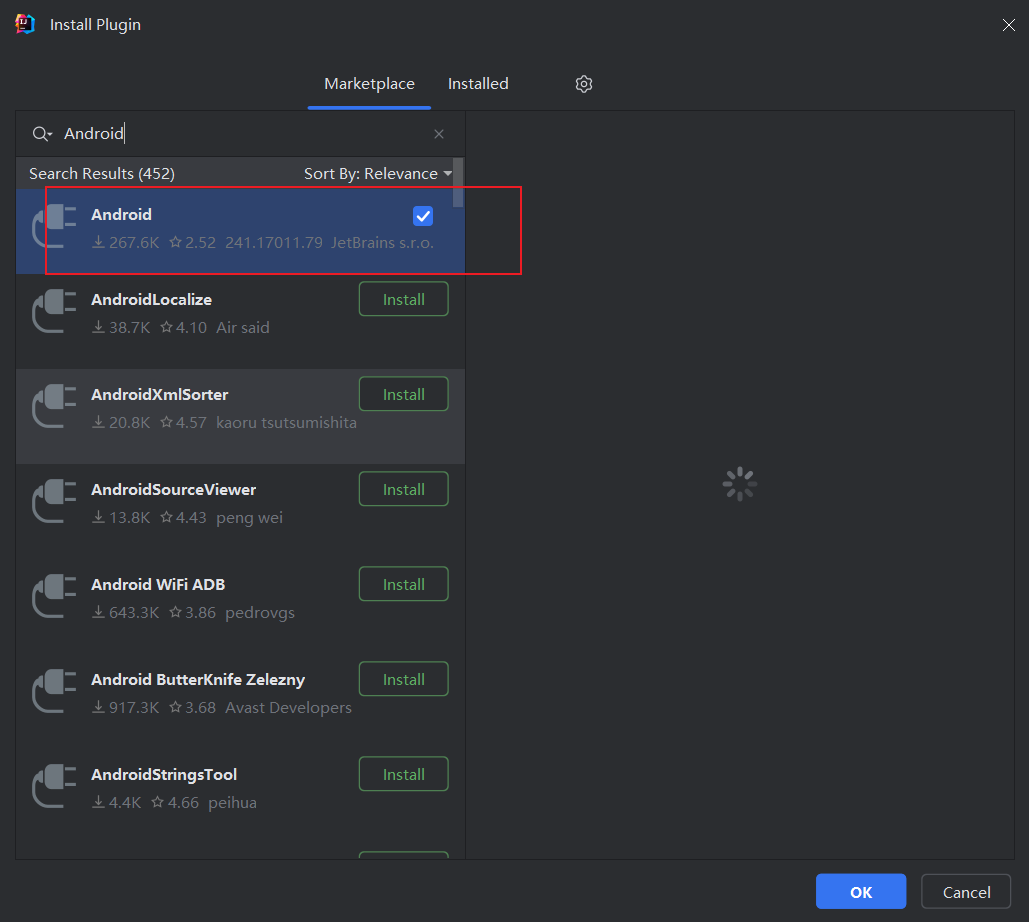 Install Plugin
Marketplace Installed
Android
Search Results (452) Sort By: Relevance
Android
267.6K 2.52 241.17011.79 JetBrains s.r.o.
AndroidLocalize Install
38.7K 4.10 Air said
AndroidXmlSorter Install
20.8K 4.57 kaoru tsutsumishita
AndroidSourceViewer Install
13.8K 4.43 peng wei
Android WiFi ADB Install
643.3K 3.86 pedrovgs
Android ButterKnife Zelezny Install
917.3K 3.68 Avast Developers
AndroidStringsTool Install
4.4K 4.66 peihua
OK Cancel